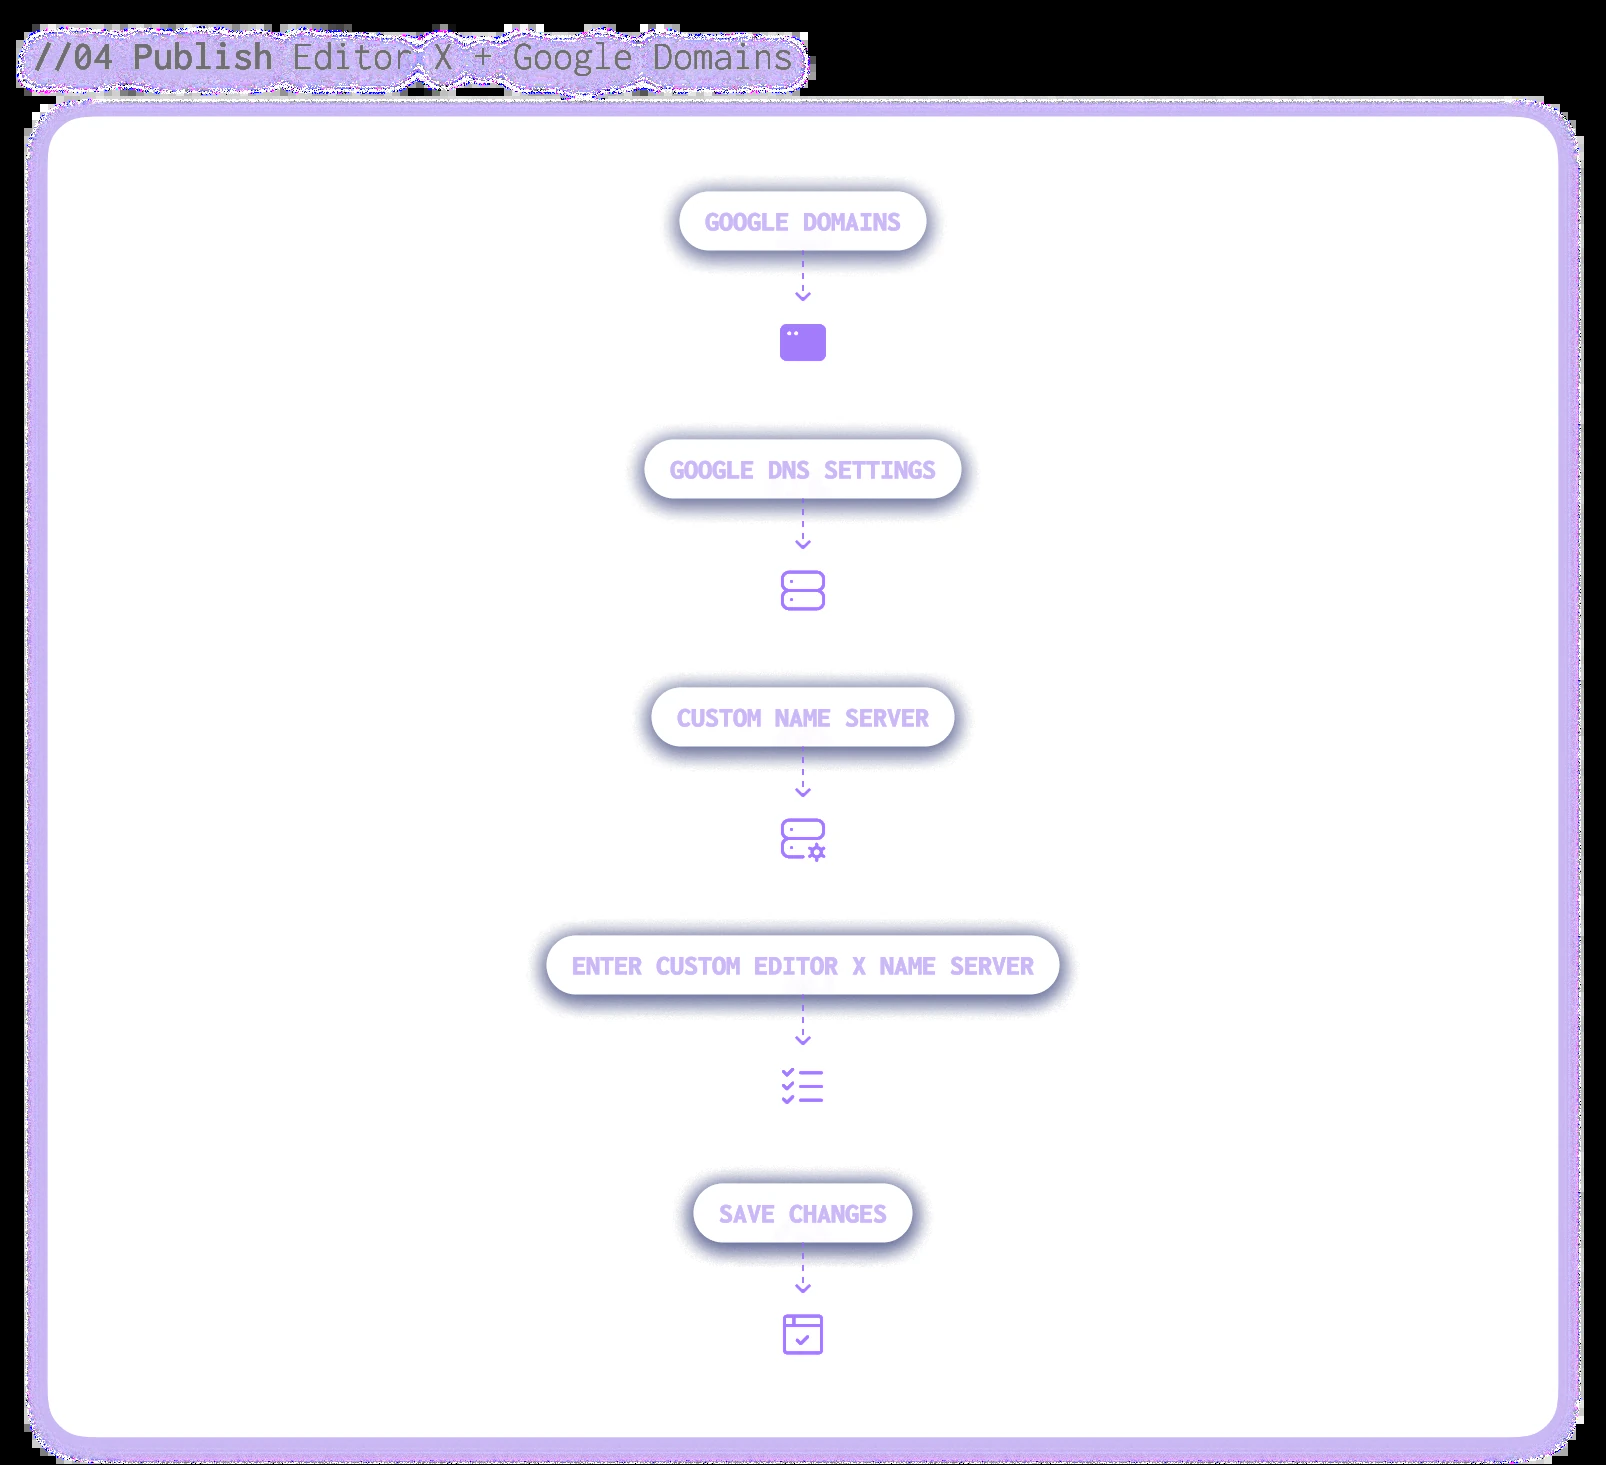 //04 Publish Editor X + Google Domains
GOOGLE DOMAINS
GOOGLE DNS SETTINGS
CUSTOM NAME SERVER
ENTER CUSTOM EDITOR X NAME SERVER
SAVE CHANGES